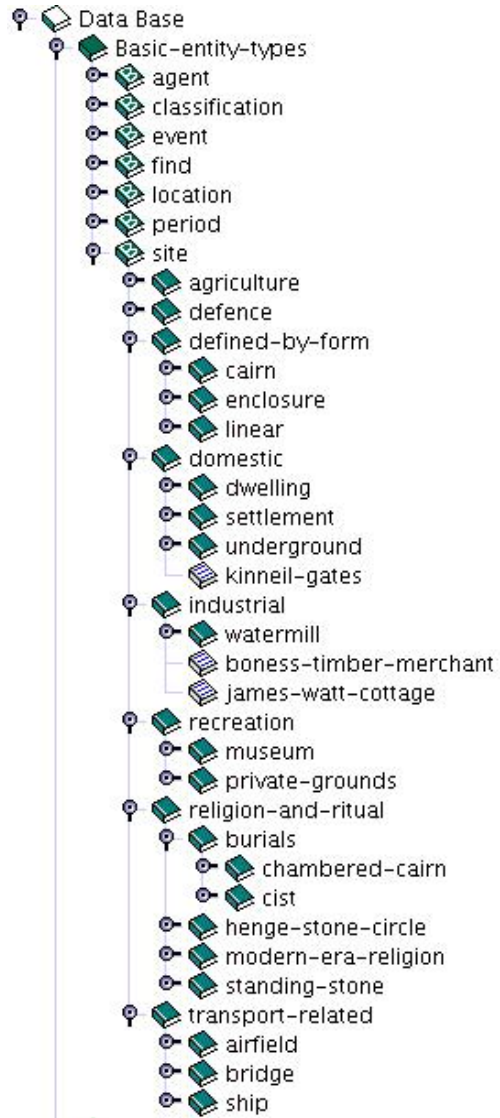 Data Base
Basic-entity-types
agent
classification
event
find
location
period
site
agriculture
defence
defined-by-form
cairn
enclosure
linear
domestic
dwelling
settlement
underground
kinneil-gates
industrial
watermill
boness-timber-merchant
james-watt-cottage
recreation
museum
private-grounds
religion-and-ritual
burials
chambered-cairn
cist
henge-stone-circle
modern-era-religion
standing-stone
transport-related
airfield
bridge
ship